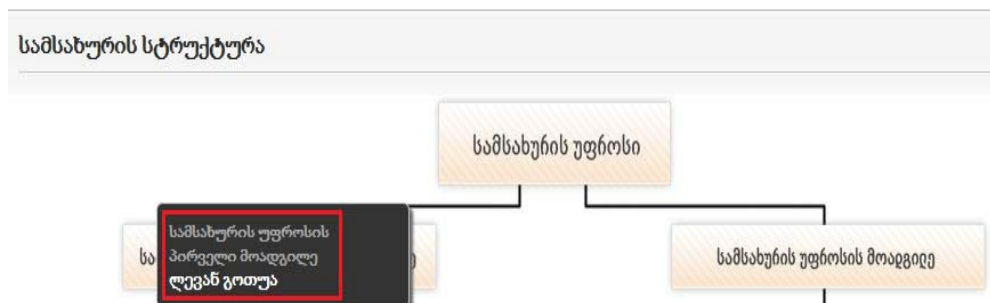 სამსახურის სტრუქტურა
სამსახურის უფროსი
სამსახურის უფროსის
პირველი მოადგილე
ლევან გოთუა
სამსახურის უფროსის მოადგილე